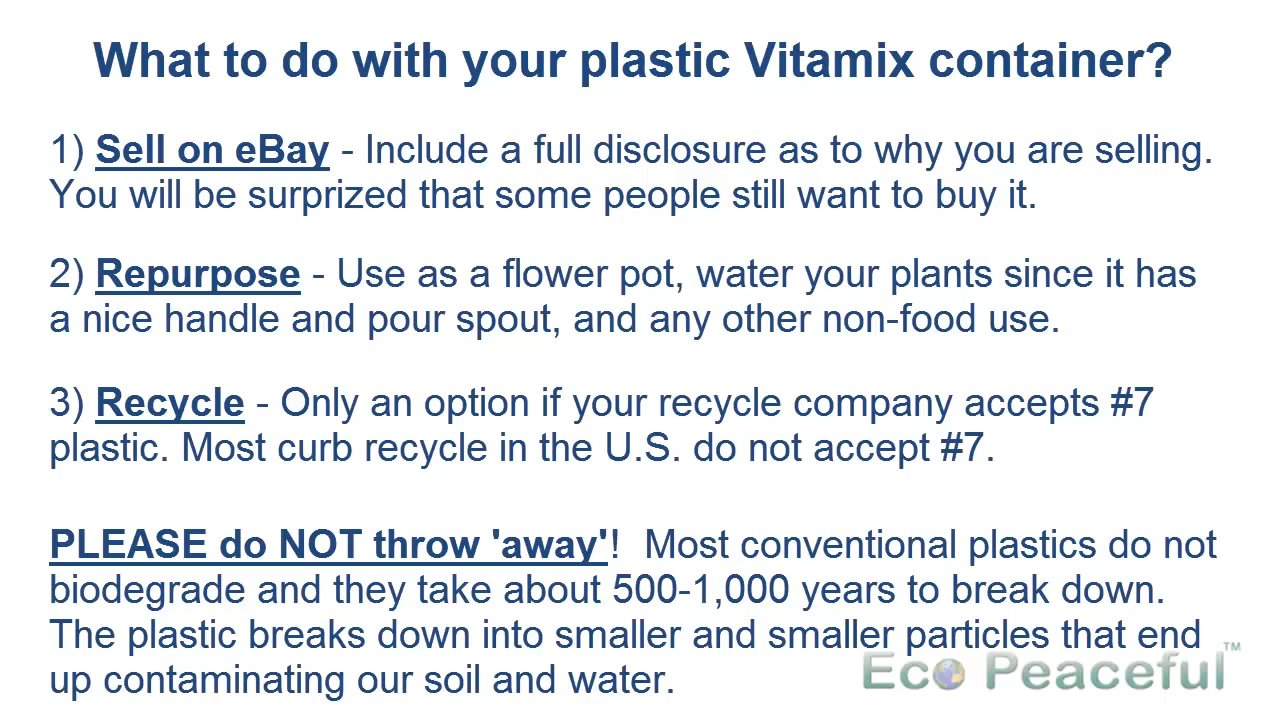 What to do with your plastic Vitamix container?
1) Sell on eBay - Include a full disclosure as to why you are selling.
You will be surprized that some people still want to buy it.
2) Repurpose - Use as a flower pot, water your plants since it has
a nice handle and pour spout, and any other non-food use.
3) Recycle - Only an option if your recycle company accepts #7
plastic. Most curb recycle in the U.S. do not accept #7.
PLEASE do NOT throw 'away'!  Most conventional plastics do not
biodegrade and they take about 500-1,000 years to break down.
The plastic breaks down into smaller and smaller particles that end
up contaminating our soil and water.
Eco Peaceful™